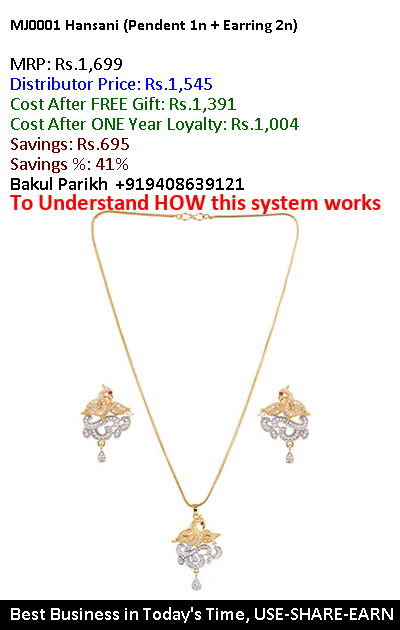 MJ0001 Hansani (Pendent 1n + Earring 2n)
MRP: Rs.1,699
Distributor Price: Rs.1,545
Cost After FREE Gift: Rs.1,391
Cost After ONE Year Loyalty: Rs.1,004
Savings: Rs.695
Savings %: 41%
Bakul Parikh +919408639121
To Understand HOW this system works
Best Business in Today's Time, USE-SHARE-EARN